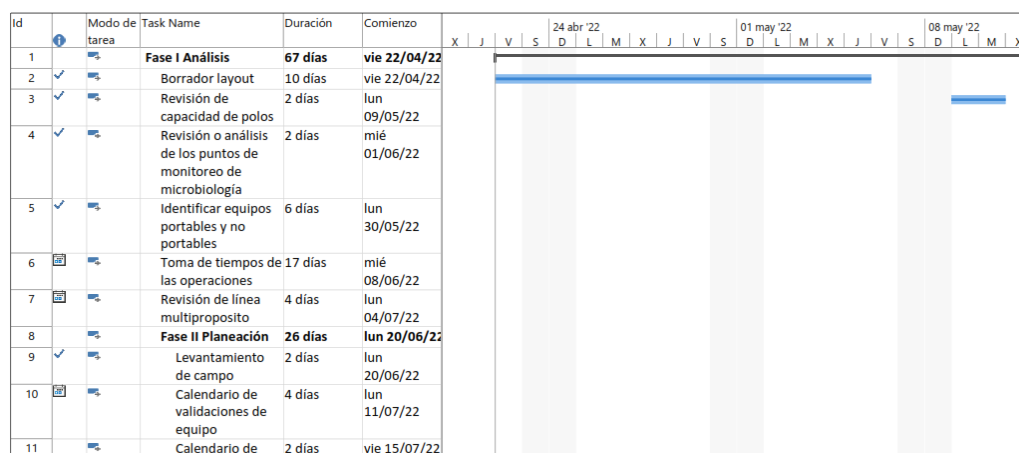 Id Modo de tarea Task Name Duración Comienzo
24 abr '22 01 may '22 08 may '22
X J V S D L M X J V S D L M X J V S D L M X
1 Fase I Análisis 67 días vie 22/04/22
2 Borrador layout 10 días vie 22/04/22
3 Revisión de capacidad de polos 2 días lun 09/05/22
4 Revisión o análisis de los puntos de monitoreo de microbiología 2 días mié 01/06/22
5 Identificar equipos portables y no portables 6 días lun 30/05/22
6 Toma de tiempos de las operaciones 17 días mié 08/06/22
7 Revisión de línea multiproposito 4 días lun 04/07/22
8 Fase II Planeación 26 días lun 20/06/22
9 Levantamiento de campo 2 días lun 20/06/22
10 Calendario de validaciones de equipo 4 días lun 11/07/22
11 Calendario de 2 días vie 15/07/22